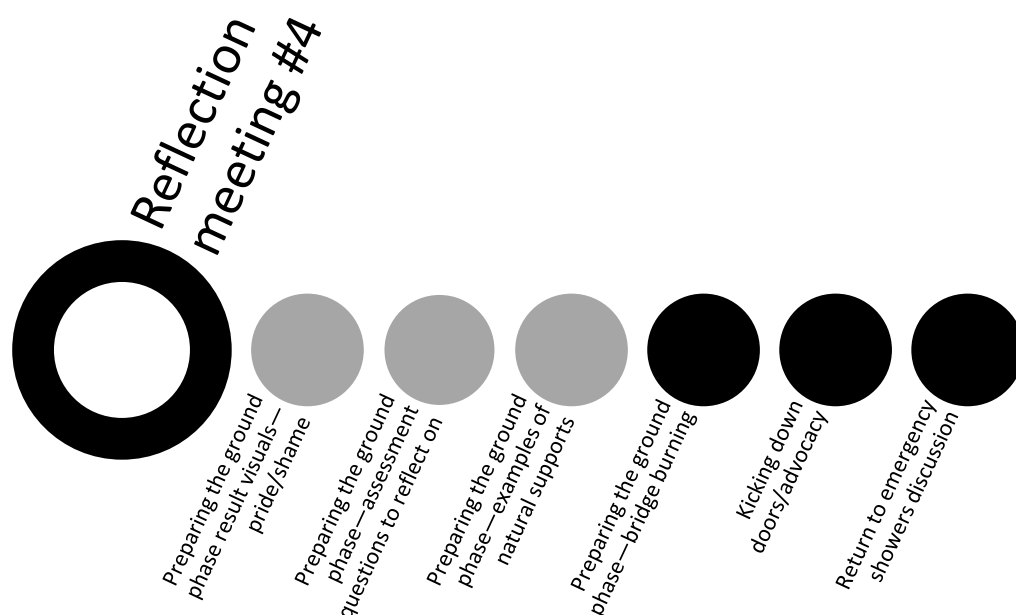 Reflection
meeting #4
Preparing the ground
phase result visuals—
pride/shame
Preparing the ground
phase—assessment
questions to reflect on
Preparing the ground
phase—examples of
natural supports
Preparing the ground
phase—bridge burning
Kicking down
doors/advocacy
Return to emergency
showers discussion